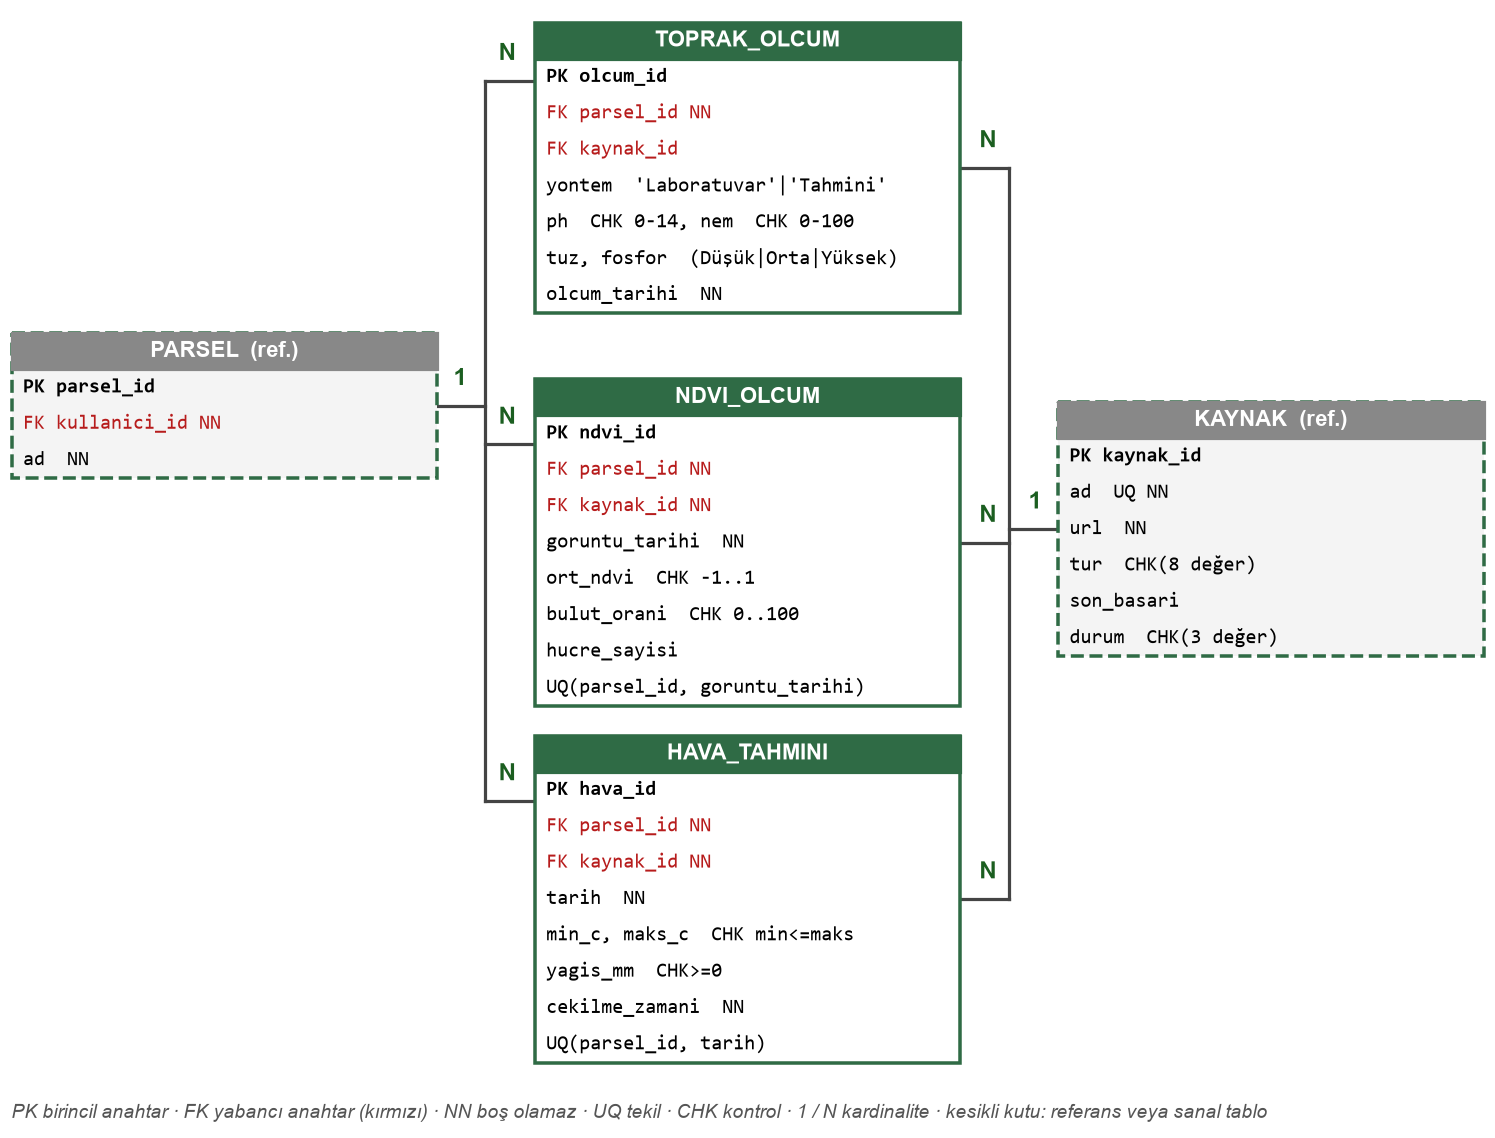 TOPRAK_OLCUM
PK olcum_id
FK parsel_id NN
FK kaynak_id
yontem 'Laboratuvar'|'Tahmini'
ph CHK 0-14, nem CHK 0-100
tuz, fosfor (Düşük|Orta|Yüksek)
olcum_tarihi NN
N
N
PARSEL (ref.)
PK parsel_id
FK kullanici_id NN
ad NN
1
N
NDVI_OLCUM
PK ndvi_id
FK parsel_id NN
FK kaynak_id NN
goruntu_tarihi NN
ort_ndvi CHK -1..1
bulut_orani CHK 0..100
hucre_sayisi
UQ(parsel_id, goruntu_tarihi)
N
1
KAYNAK (ref.)
PK kaynak_id
ad UQ NN
url NN
tur CHK(8 değer)
son_basari
durum CHK(3 değer)
N
HAVA_TAHMINI
PK hava_id
FK parsel_id NN
FK kaynak_id NN
tarih NN
min_c, maks_c CHK min<=maks
yagis_mm CHK>=0
cekilme_zamani NN
UQ(parsel_id, tarih)
N
PK birincil anahtar · FK yabancı anahtar (kırmızı) · NN boş olamaz · UQ tekil · CHK kontrol · 1 / N kardinalite · kesikli kutu: referans veya sanal tablo